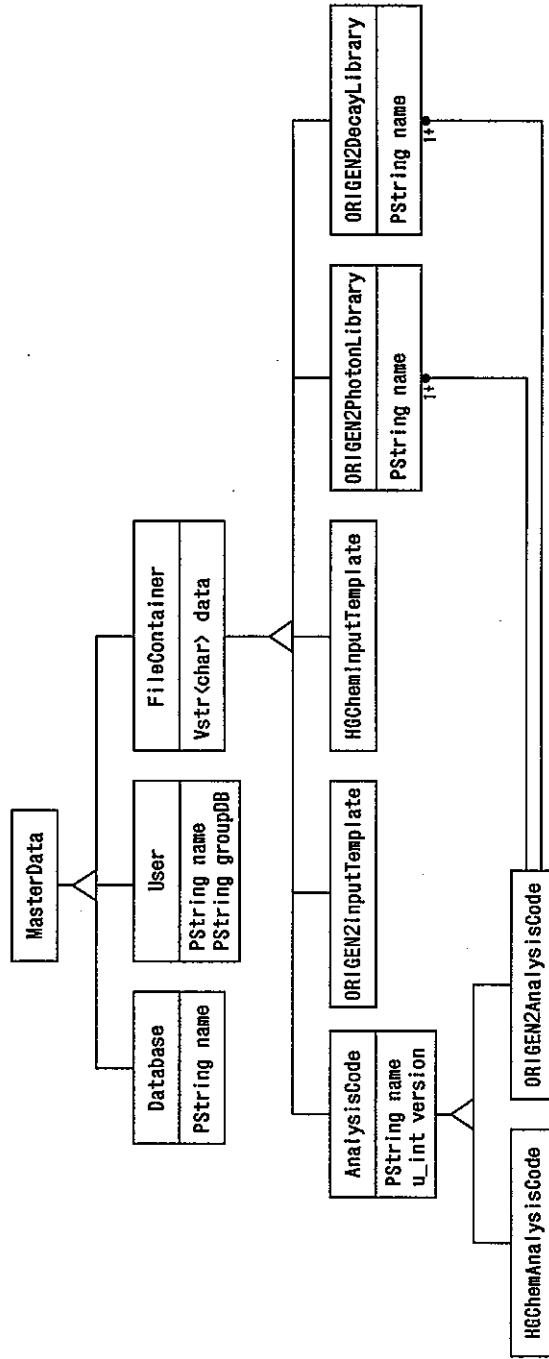 MasterData
Database
PString name
User
PString name
PString groupDB
FileContainer
Vstr<char> data
AnalysisCode
PString name
u_int version
ORIGEN2InputTemplate
HGChemInputTemplate
ORIGEN2PhotonLibrary
PString name
1+
ORIGEN2DecayLibrary
PString name
1+
HGChemAnalysisCode
ORIGEN2AnalysisCode